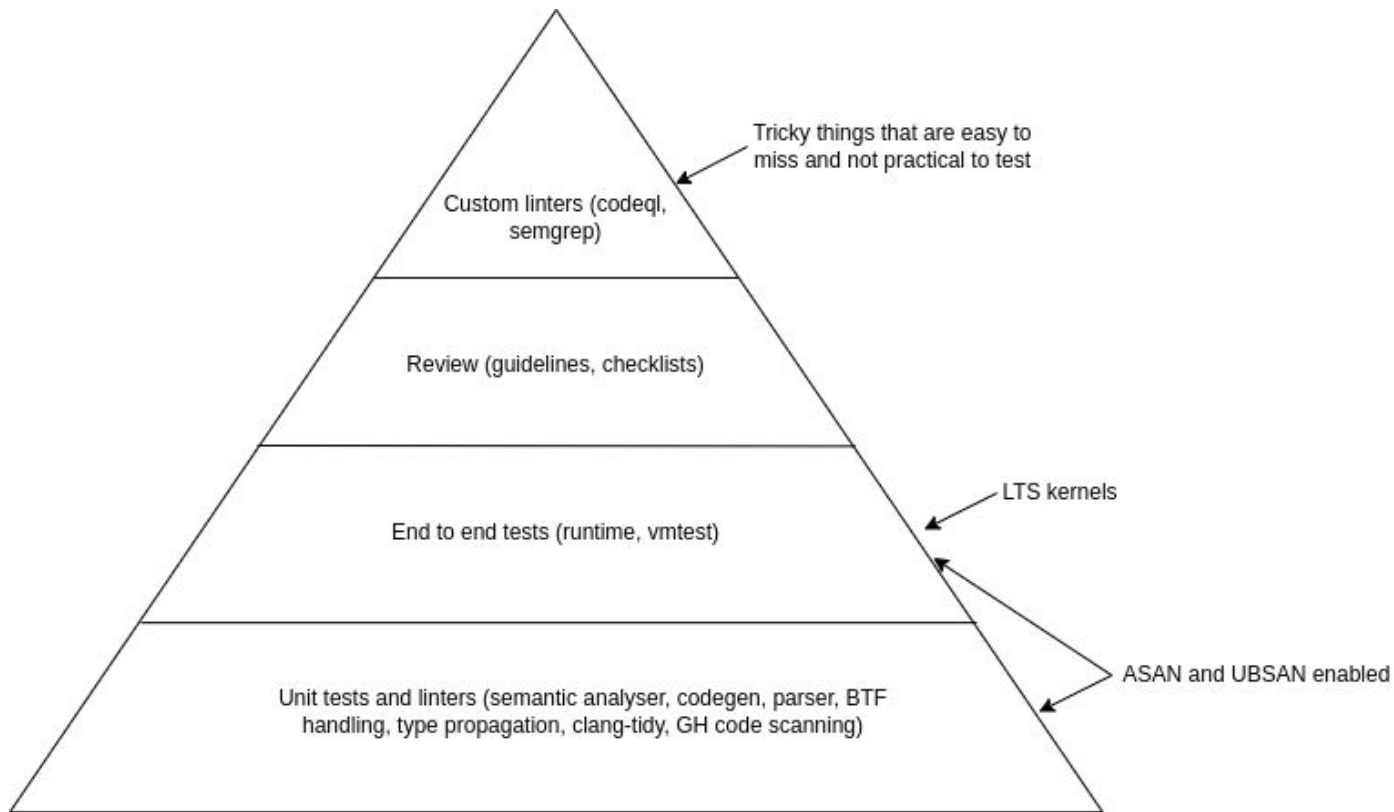 Tricky things that are easy to
miss and not practical to test
Custom linters (codeql,
semgrep)
Review (guidelines, checklists)
LTS kernels
End to end tests (runtime, vmtest)
ASAN and UBSAN enabled
Unit tests and linters (semantic analyser, codegen, parser, BTF
handling, type propagation, clang-tidy, GH code scanning)